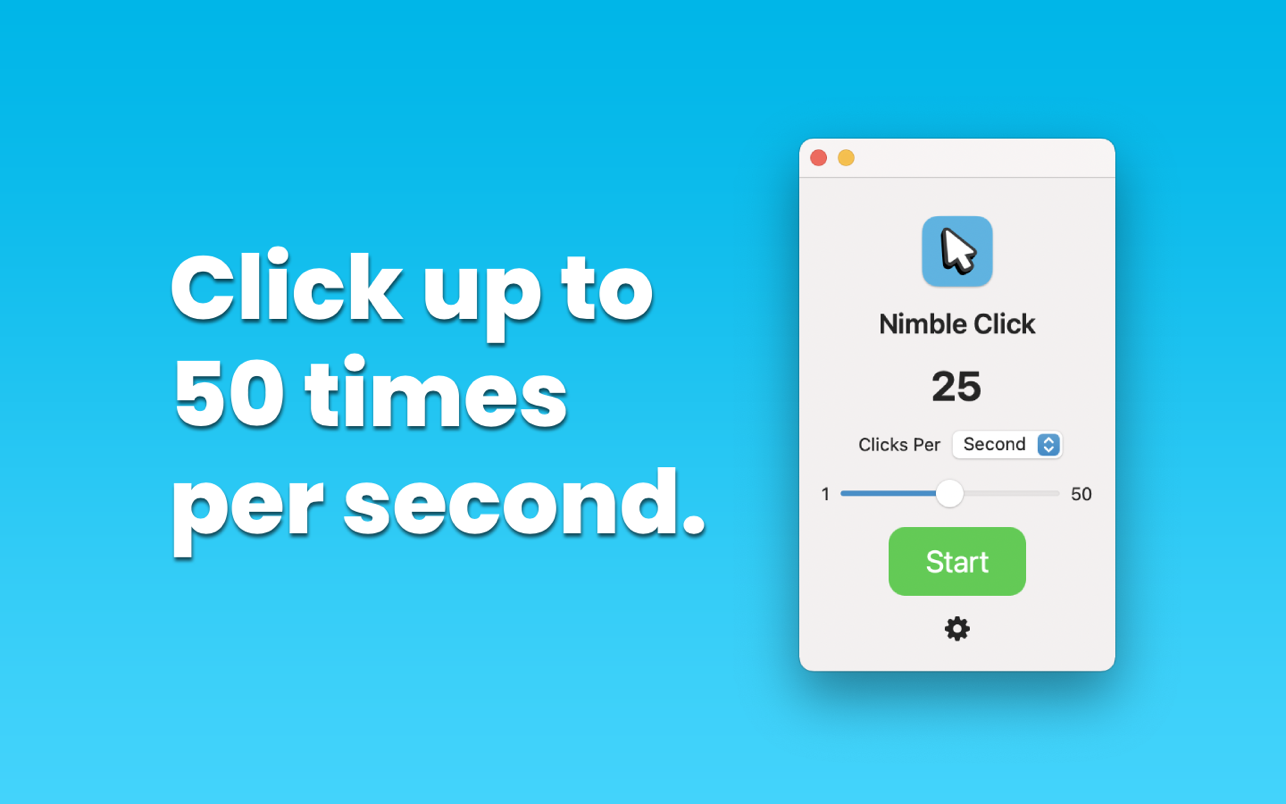 Click up to
50 times
per second.
Nimble Click
25
Clicks Per Second
1 50
Start